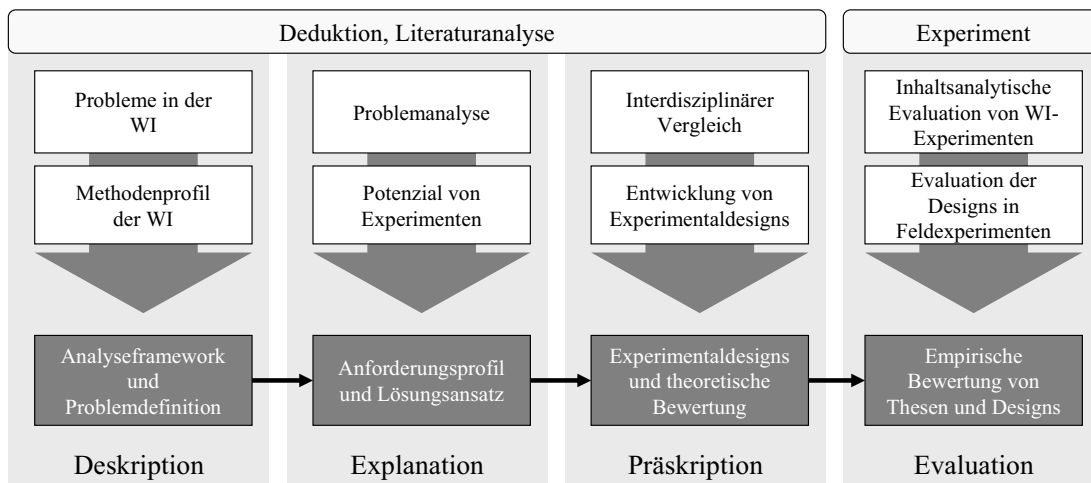 Deduktion, Literaturanalyse
Experiment
Probleme in der
WI
Methodenprofil
der WI
Analyseframework
und
Problemdefinition
Deskription
Problemanalyse
Potenzial von
Experimenten
Anforderungsprofil
und Lösungsansatz
Explanation
Interdisziplinärer
Vergleich
Entwicklung von
Experimentaldesigns
Experimentaldesigns
und theoretische
Bewertung
Präskription
Inhaltsanalytische
Evaluation von WI-
Experimenten
Evaluation der
Designs in
Feldexperimenten
Empirische
Bewertung von
Thesen und Designs
Evaluation